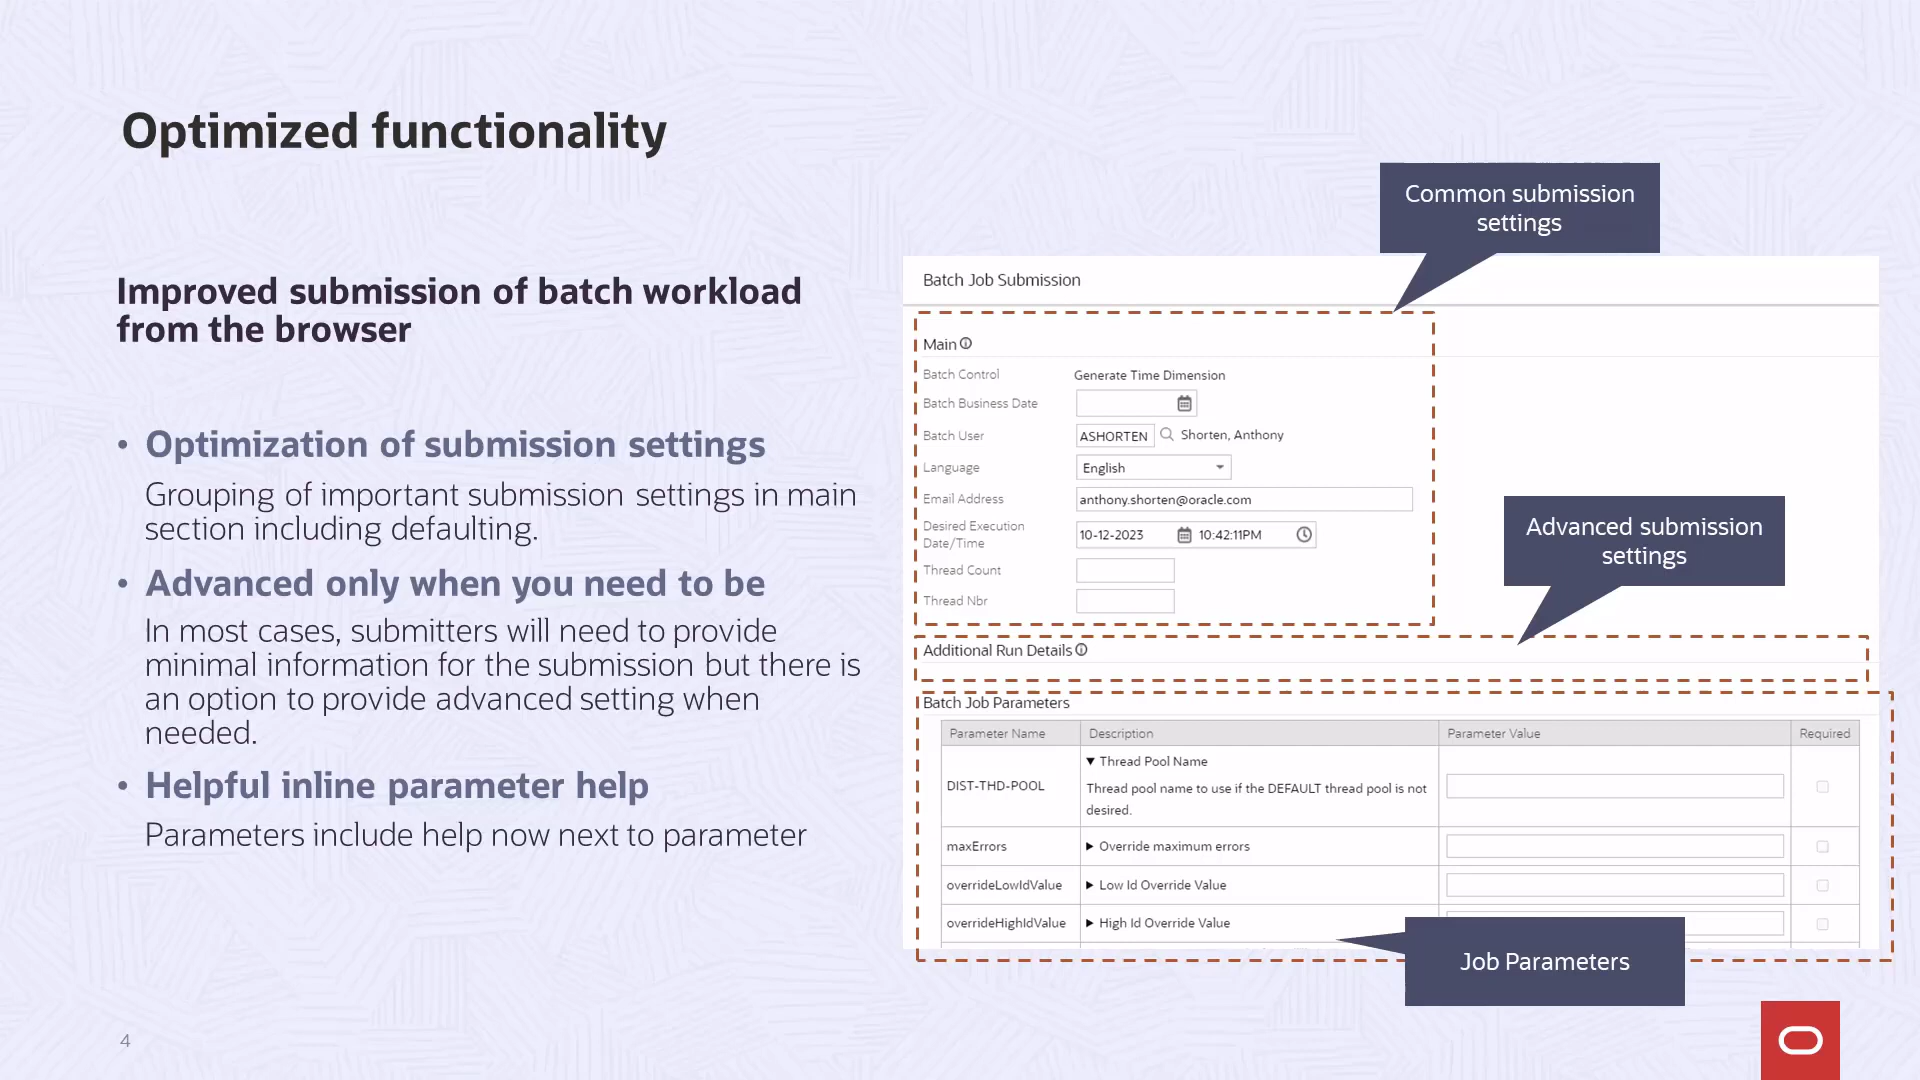 Optimized functionality
Improved submission of batch workload
from the browser
• Optimization of submission settings
Grouping of important submission settings in main
section including defaulting.
• Advanced only when you need to be
In most cases, submitters will need to provide
minimal information for the submission but there is
an option to provide advanced setting when
needed.
• Helpful inline parameter help
Parameters include help now next to parameter
Common submission
settings
Batch Job Submission
Main
Batch Control Generate Time Dimension
Batch Business Date
Batch User ASHORTEN Shorten, Anthony
Language English
Email Address anthony.shorten@oracle.com
Desired Execution
Date/Time 10-12-2023 10:42:11PM
Thread Count
Thread Nbr
Advanced submission
settings
Additional Run Details
Batch Job Parameters
Parameter Name Description Parameter Value Required
DIST-THD-POOL Thread Pool Name
Thread pool name to use if the DEFAULT thread pool is not
desired.
maxErrors Override maximum errors
overrideLowIdValue Low Id Override Value
overrideHighIdValue High Id Override Value
Job Parameters
4